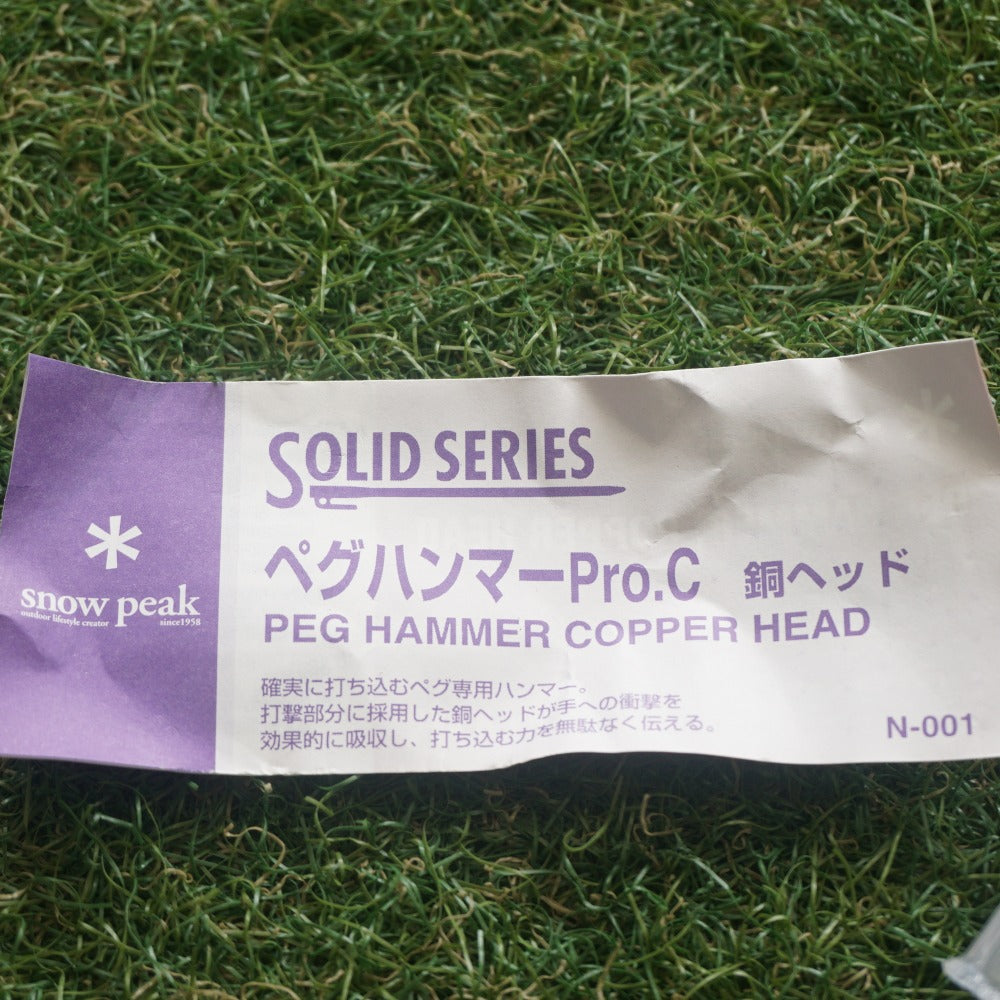 SOLID SERIES
ペグハンマーPro.C 銅ヘッド
PEG HAMMER COPPER HEAD
確実に打ち込むペグ専用ハンマー。
打撃部分に採用した銅ヘッドが手への衝撃を
効果的に吸収し、打ち込む力を無駄なく伝える。
N-001
snow peak
outdoor lifestyle creator since1958